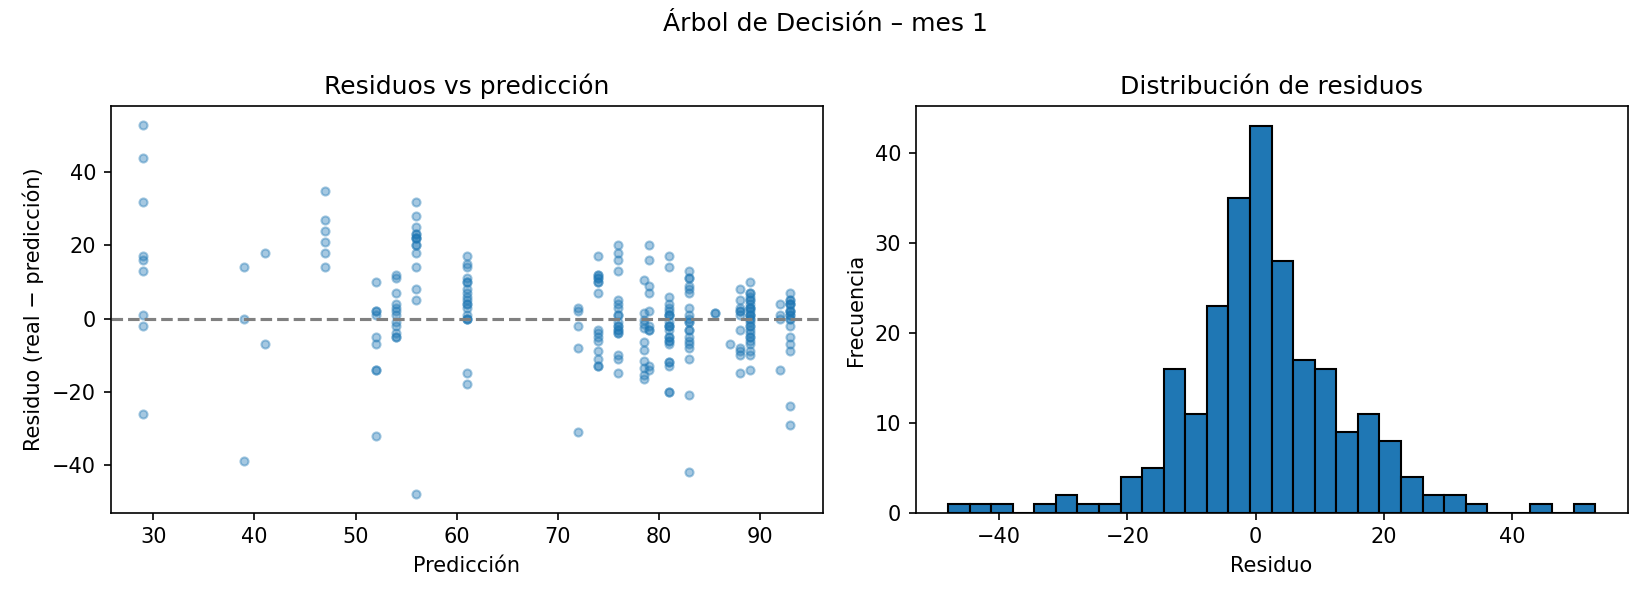 Árbol de Decisión – mes 1
Residuos vs predicción
Residuo (real − predicción)
40
20
0
−20
−40
30 40 50 60 70 80 90
Predicción
Distribución de residuos
Frecuencia
40
30
20
10
0
−40 −20 0 20 40
Residuo